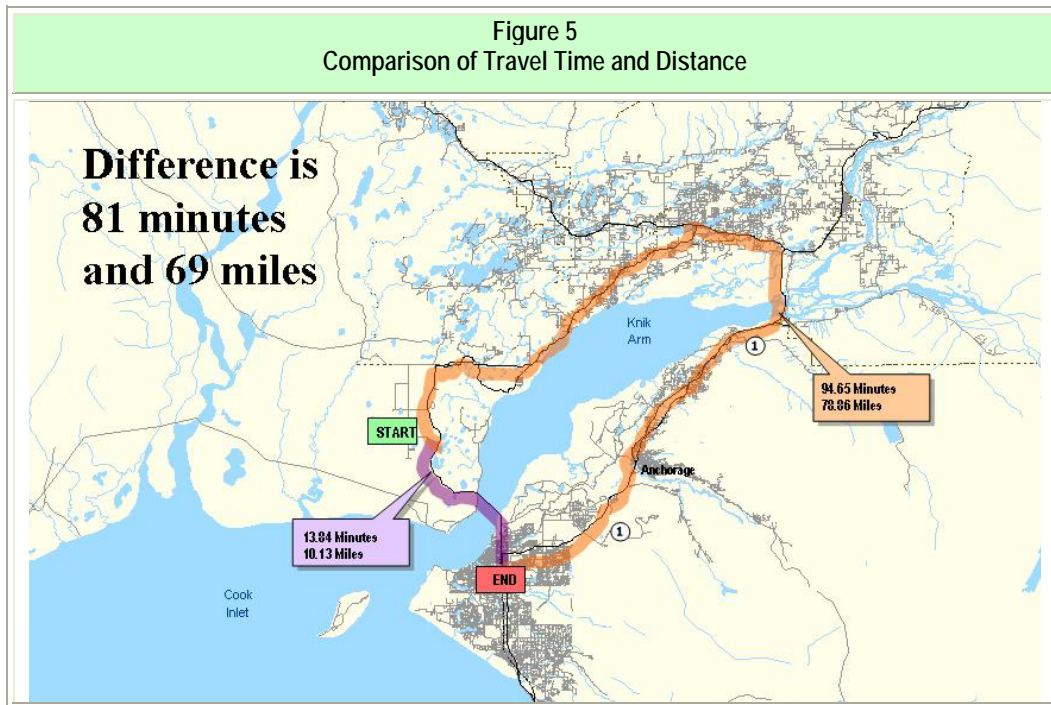 Figure 5
Comparison of Travel Time and Distance
Difference is
81 minutes
and 69 miles
Knik
Arm
1
94.65 Minutes
78.86 Miles
START
Anchorage
13.84 Minutes
10.13 Miles
1
END
Cook
Inlet